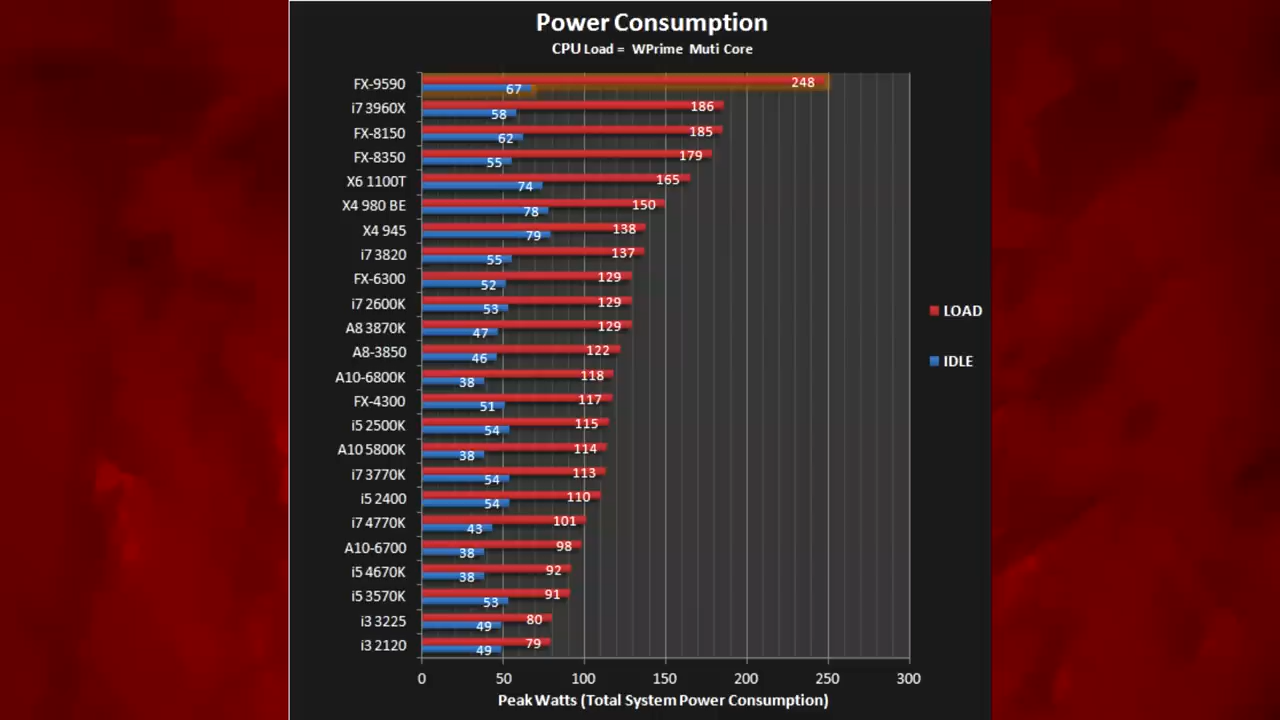 Power Consumption
CPU Load = WPrime Muti Core
FX-9590 248 67
i7 3960X 186 58
FX-8150 185 62
FX-8350 179 55
X6 1100T 165 74
X4 980 BE 150 78
X4 945 138 79
i7 3820 137 55
FX-6300 129 52
i7 2600K 129 53
A8 3870K 129 47
A8-3850 122 46
A10-6800K 118 38
FX-4300 117 51
i5 2500K 115 54
A10 5800K 114 38
i7 3770K 113 54
i5 2400 110 54
i7 4770K 101 43
A10-6700 98 38
i5 4670K 92 38
i5 3570K 91 53
i3 3225 80 49
i3 2120 79 49
0 50 100 150 200 250 300
Peak Watts (Total System Power Consumption)
LOAD
IDLE